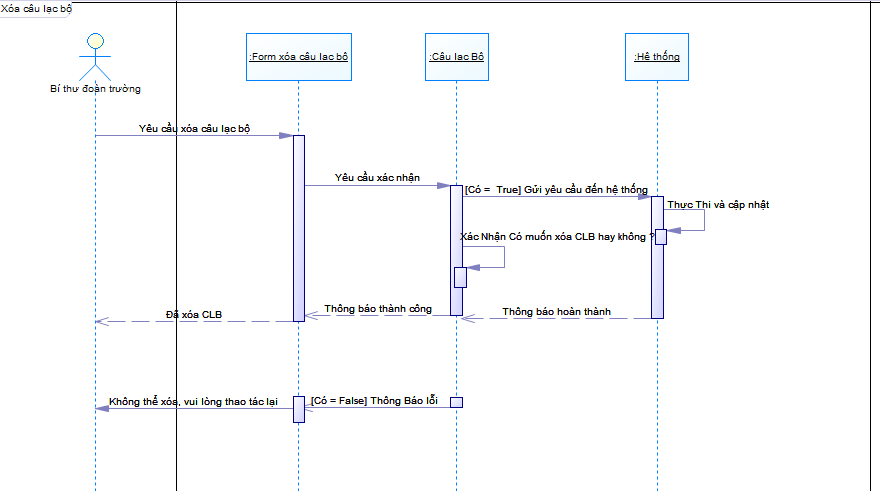 Xóa câu lạc bộ
:Form xóa câu lạc bộ
:Câu lạc Bộ
:Hê thống
Bí thư đoàn trường
Yêu cầu xóa câu lạc bộ
Yêu cầu xác nhận
[Có = True] Gửi yêu cầu đến hệ thống
Thực Thi và cập nhật
Xác Nhận Có muốn xóa CLB hay không ?
Thông báo thành công
Thông báo hoàn thành
Đã xóa CLB
Không thể xóa, vui lòng thao tác lại
[Có = False] Thông Báo lỗi